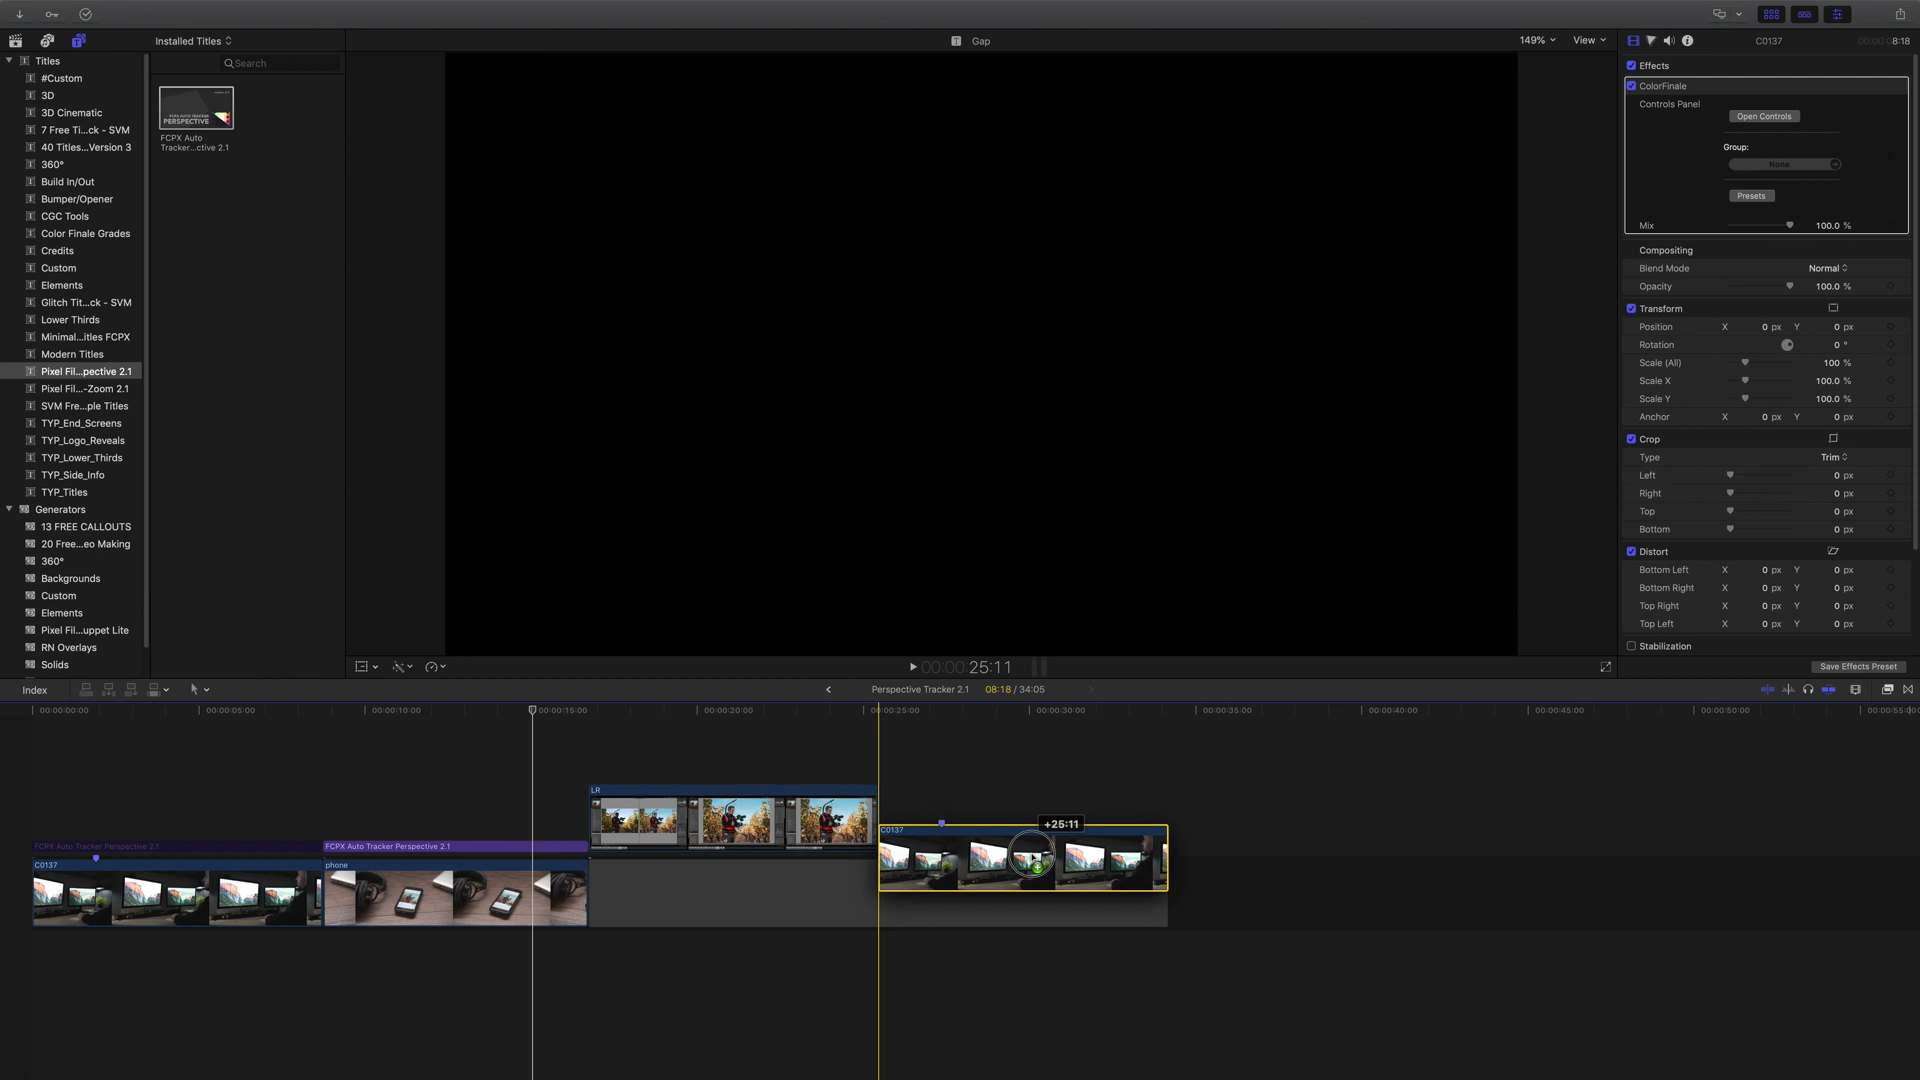 Installed Titles
Gap
149%
View
C0137
00:00:08:18
Titles
Search
#Custom
3D
3D Cinematic
7 Free Ti...ck - SVM
40 Titles...Version 3
360°
Build In/Out
Bumper/Opener
CGC Tools
Color Finale Grades
Credits
Custom
Elements
Glitch Tit...ck - SVM
Lower Thirds
Minimal...itles FCPX
Modern Titles
Pixel Fil...pective 2.1
Pixel Fil...-Zoom 2.1
SVM Fre...ple Titles
TYP_End_Screens
TYP_Logo_Reveals
TYP_Lower_Thirds
TYP_Side_Info
TYP_Titles
Generators
13 FREE CALLOUTS
20 Free...eo Making
360°
Backgrounds
Custom
Elements
Pixel Fil...uppet Lite
RN Overlays
Solids
FCPX AUTO TRACKER
PERSPECTIVE
FCPX Auto
Tracker...ctive 2.1
Effects
ColorFinale
Controls Panel
Open Controls
Group:
None
Presets
Mix 100.0 %
Compositing
Blend Mode Normal
Opacity 100.0 %
Transform
Position X 0 px Y 0 px
Rotation 0 °
Scale (All) 100 %
Scale X 100.0 %
Scale Y 100.0 %
Anchor X 0 px Y 0 px
Crop
Type Trim
Left 0 px
Right 0 px
Top 0 px
Bottom 0 px
Distort
Bottom Left X 0 px Y 0 px
Bottom Right X 0 px Y 0 px
Top Right X 0 px Y 0 px
Top Left X 0 px Y 0 px
Stabilization
Save Effects Preset
00:00:25:11
Index
Perspective Tracker 2.1
08:18 / 34:05
00:00:00:00 00:00:05:00 00:00:10:00 00:00:15:00 00:00:20:00 00:00:25:00 00:00:30:00 00:00:35:00 00:00:40:00 00:00:45:00 00:00:50:00 00:00:55:00
LR
+25:11
C0137
FCPX Auto Tracker Perspective 2.1
FCPX Auto Tracker Perspective 2.1
C0137
phone